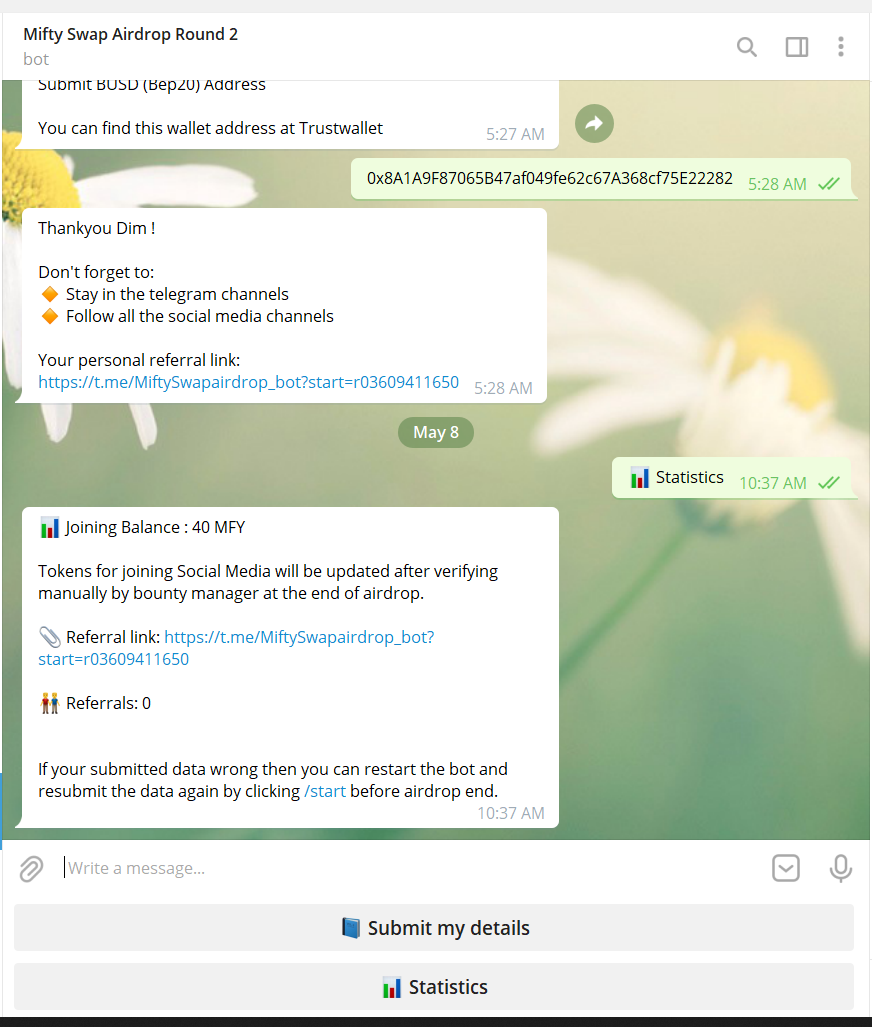 Mifty Swap Airdrop Round 2
bot
Submit BUSD (Bep20) Address
You can find this wallet address at Trustwallet
5:27 AM
0x8A1A9F87065B47af049fe62c67A368cf75E22282
5:28 AM
Thankyou Dim !
Don't forget to:
🔶 Stay in the telegram channels
🔶 Follow all the social media channels
Your personal referral link:
https://t.me/MiftySwapairdrop_bot?start=r03609411650
5:28 AM
May 8
📊 Statistics
10:37 AM
📊 Joining Balance : 40 MFY
Tokens for joining Social Media will be updated after verifying
manually by bounty manager at the end of airdrop.
📎 Referral link: https://t.me/MiftySwapairdrop_bot?
start=r03609411650
👬 Referrals: 0
If your submitted data wrong then you can restart the bot and
resubmit the data again by clicking /start before airdrop end.
10:37 AM
Write a message...
📘 Submit my details
📊 Statistics